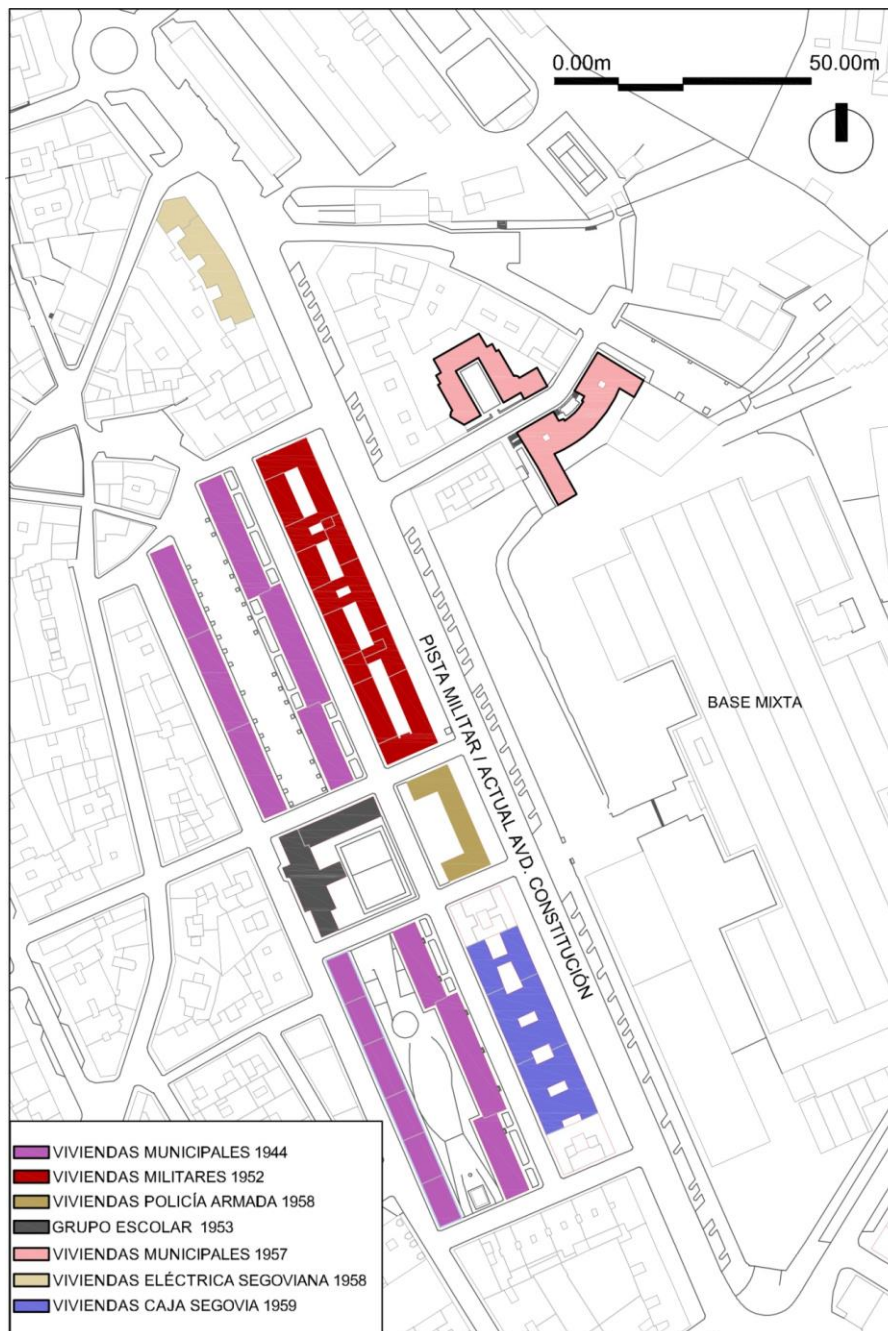 0.00m 50.00m
PISTA MILITAR / ACTUAL AVD. CONSTITUCIÓN
BASE MIXTA
VIVIENDAS MUNICIPALES 1944
VIVIENDAS MILITARES 1952
VIVIENDAS POLICÍA ARMADA 1958
GRUPO ESCOLAR 1953
VIVIENDAS MUNICIPALES 1957
VIVIENDAS ELÉCTRICA SEGOVIANA 1958
VIVIENDAS CAJA SEGOVIA 1959